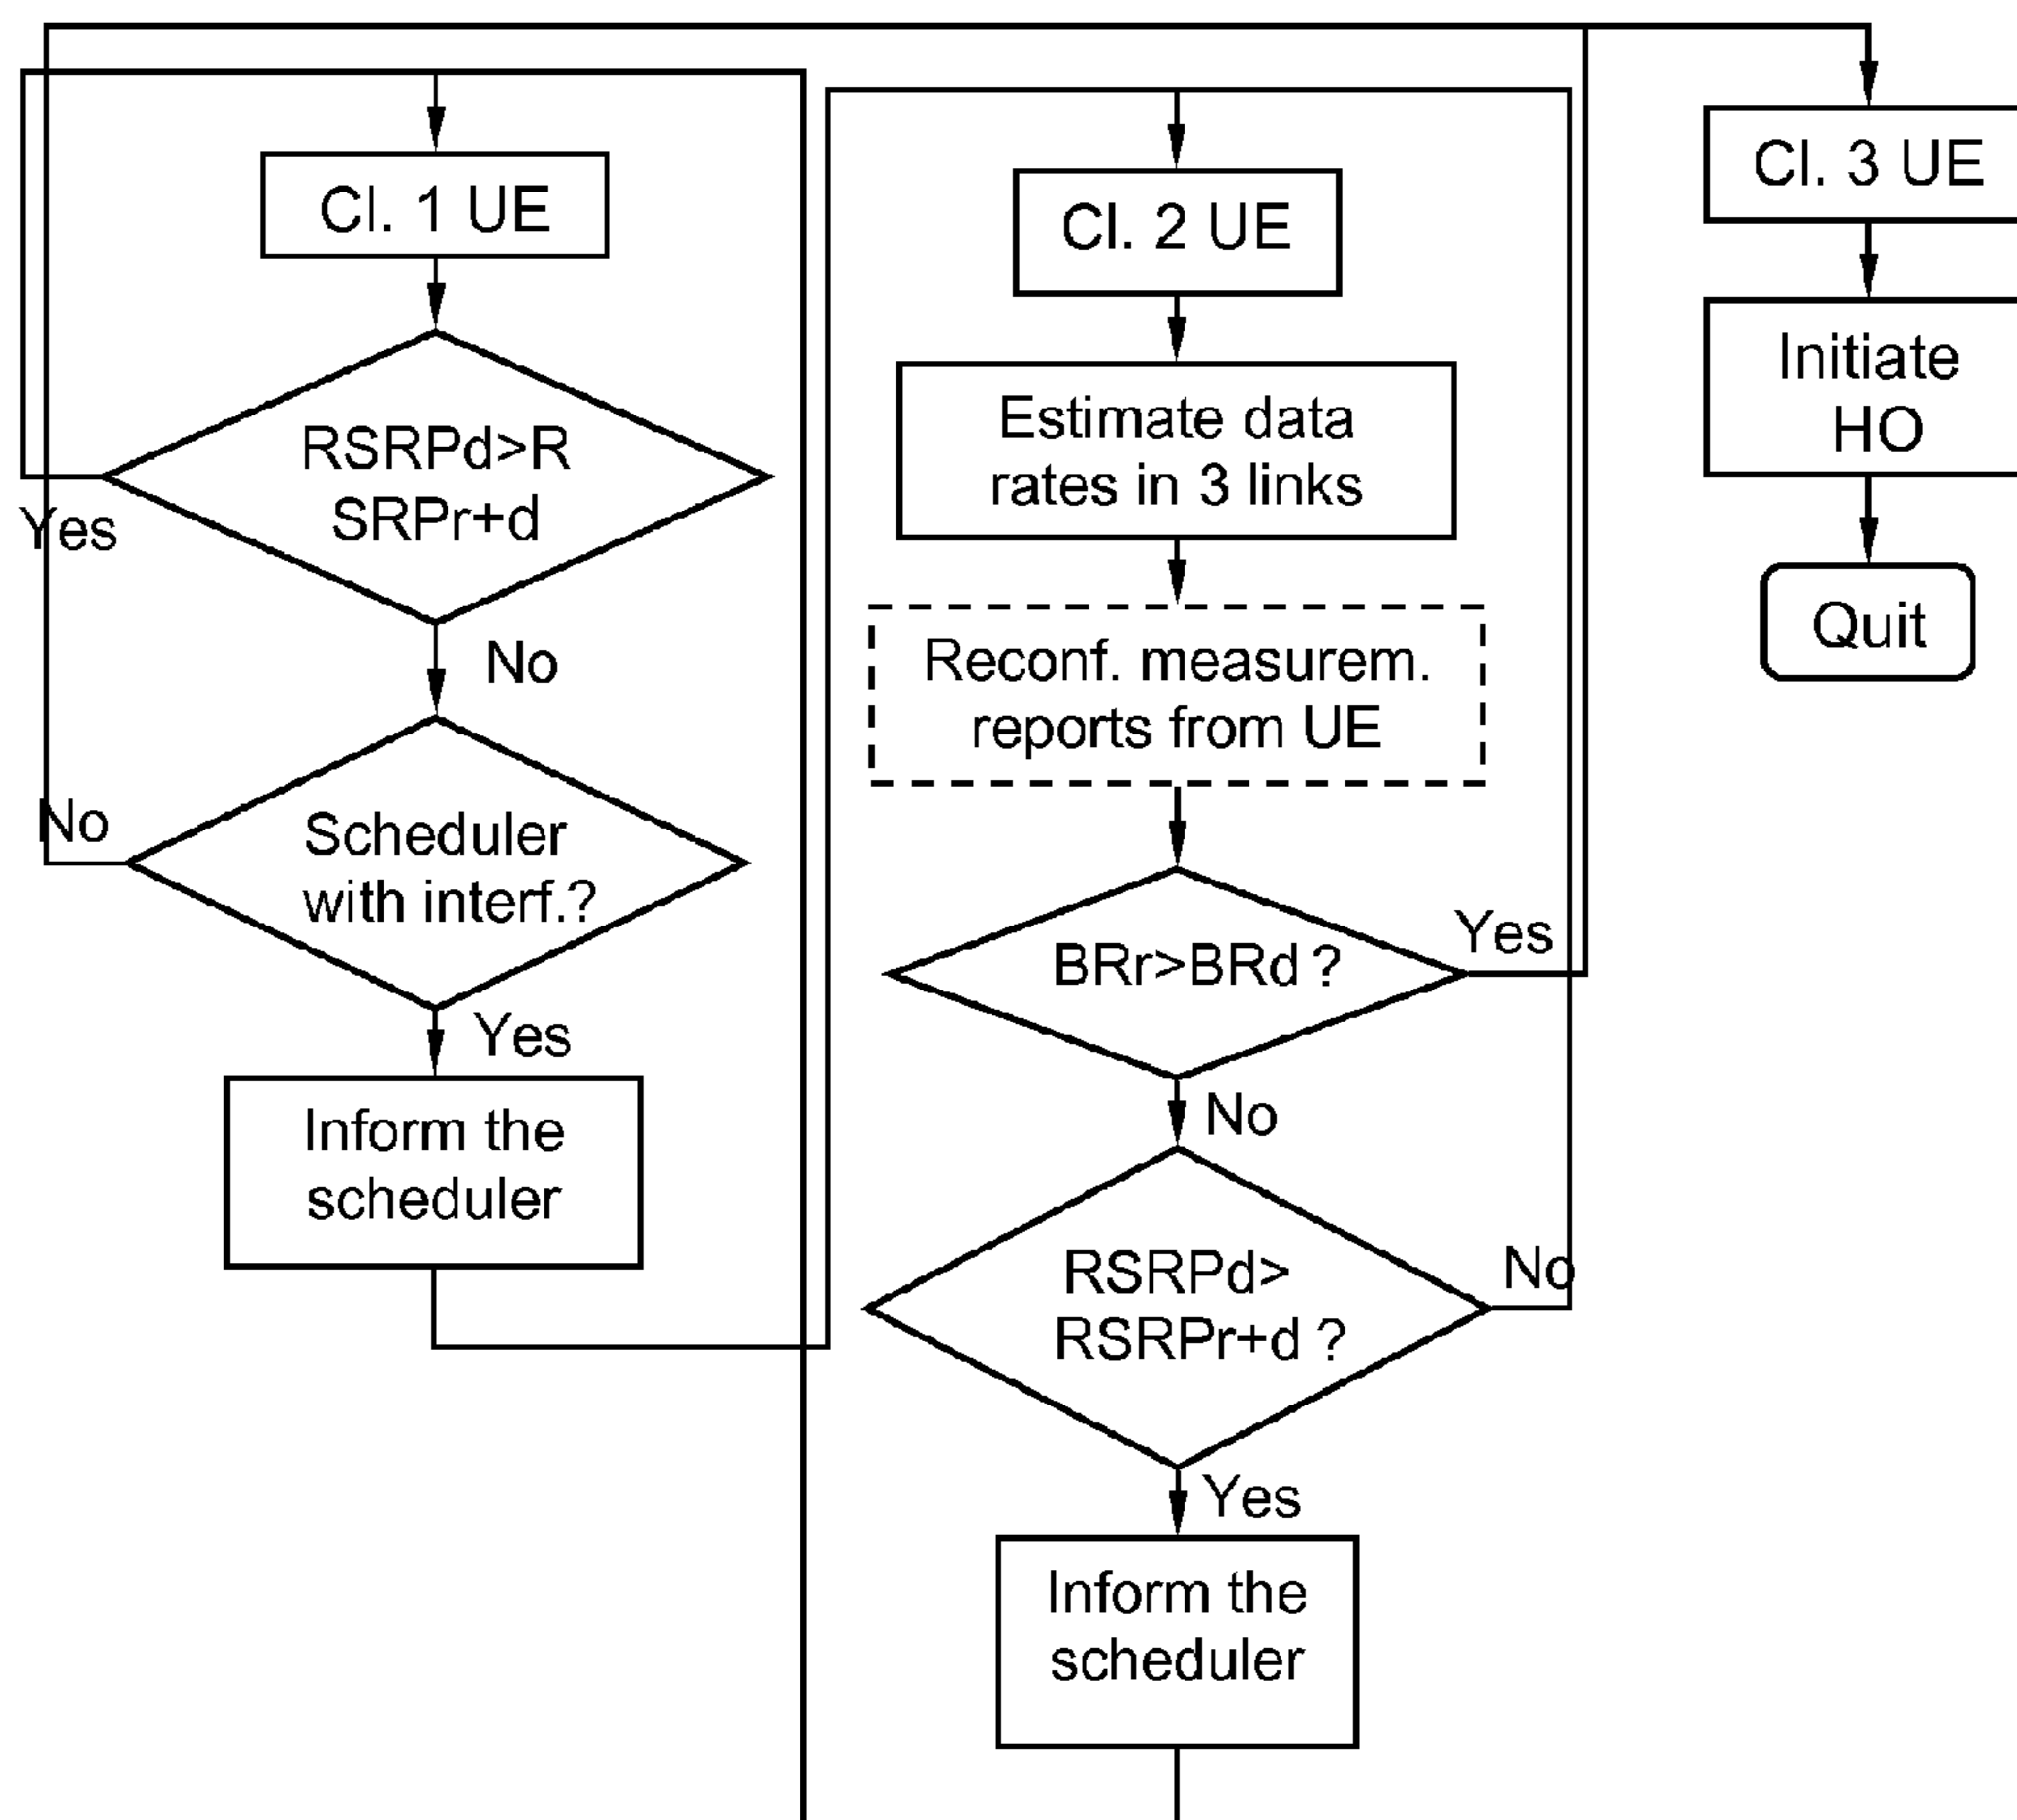 Cl. 1 UE
RSRPd>R
SRPr+d
Yes
No
Scheduler
with interf.?
No
Yes
Inform the
scheduler
Cl. 2 UE
Estimate data
rates in 3 links
Reconf. measurem.
reports from UE
BRr>BRd ?
Yes
No
RSRPd>
RSRPr+d ?
No
Yes
Inform the
scheduler
Cl. 3 UE
Initiate
HO
Quit